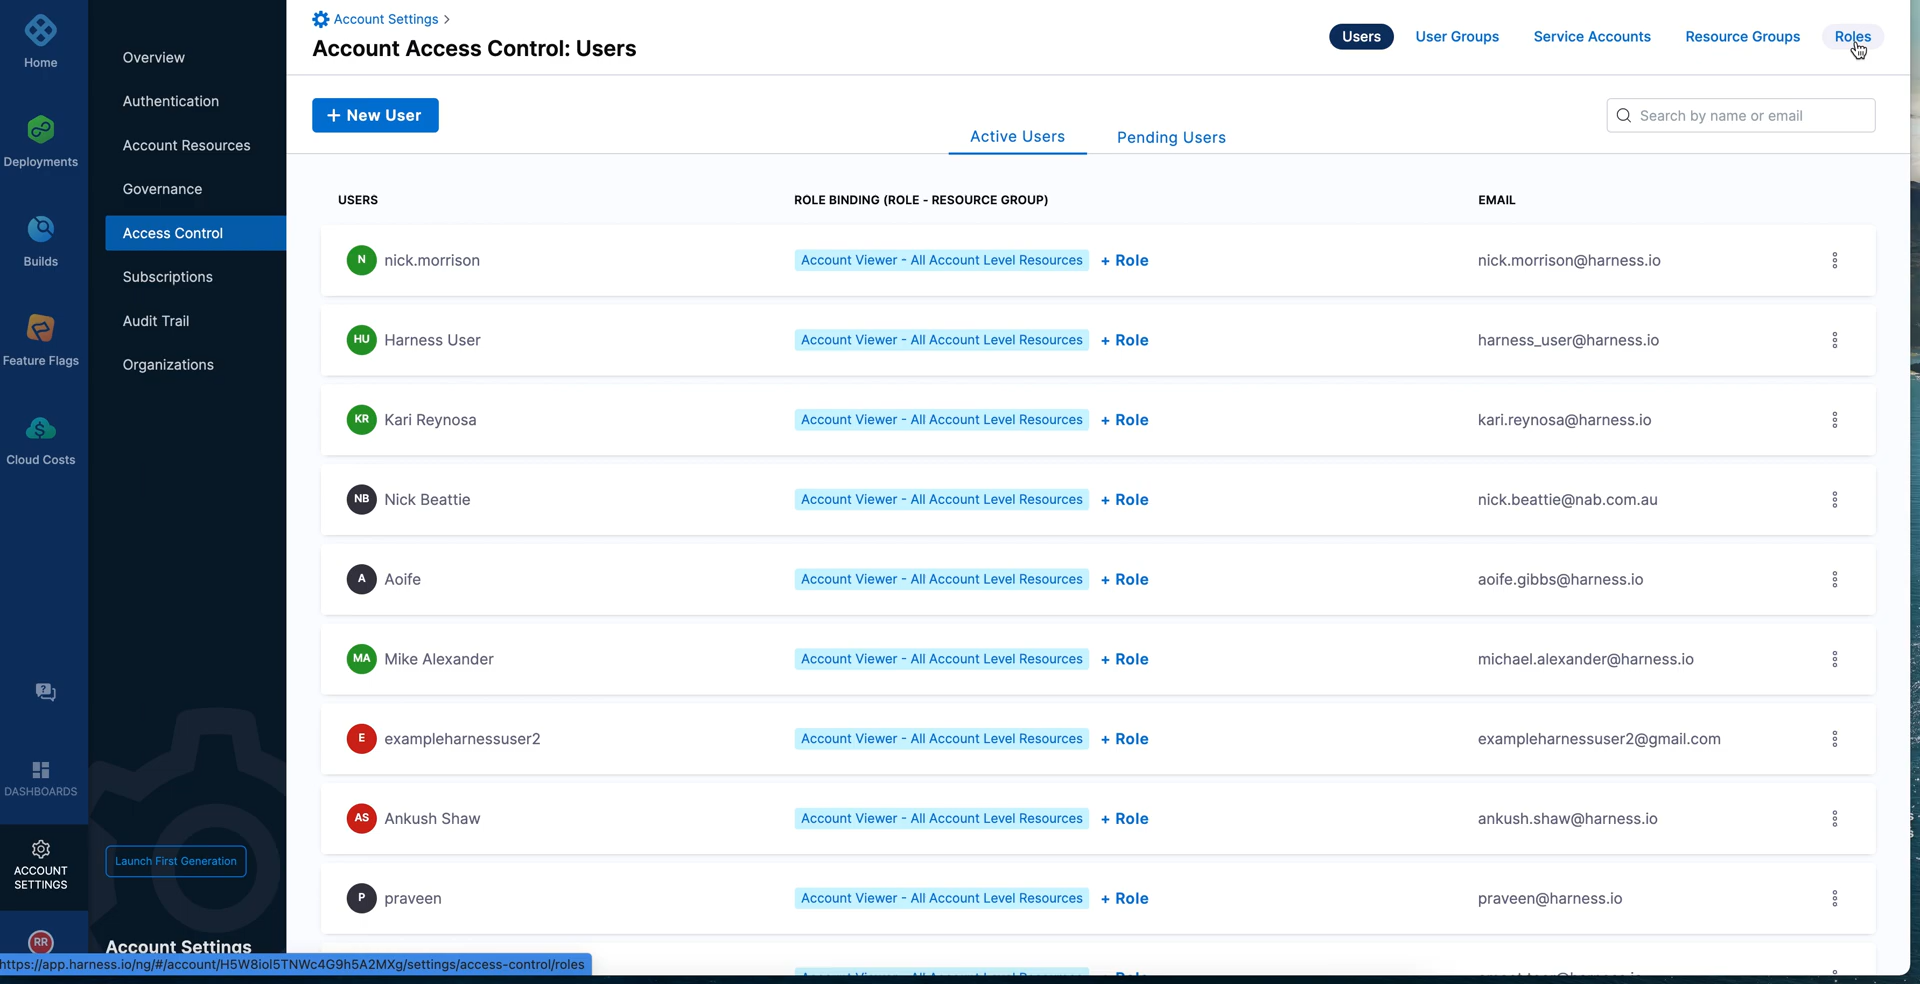 Home
Deployments
Builds
Feature Flags
Cloud Costs
DASHBOARDS
ACCOUNT
SETTINGS
RR
Overview
Authentication
Account Resources
Governance
Access Control
Subscriptions
Audit Trail
Organizations
Launch First Generation
Account Settings
https://app.harness.io/ng/#/account/H5W8iol5TNWc4G9h5A2MXg/settings/access-control/roles
Account Settings >
Account Access Control: Users
Users User Groups Service Accounts Resource Groups Roles
+ New User
Active Users Pending Users
Search by name or email
USERS ROLE BINDING (ROLE - RESOURCE GROUP) EMAIL
N nick.morrison Account Viewer - All Account Level Resources + Role nick.morrison@harness.io
HU Harness User Account Viewer - All Account Level Resources + Role harness_user@harness.io
KR Kari Reynosa Account Viewer - All Account Level Resources + Role kari.reynosa@harness.io
NB Nick Beattie Account Viewer - All Account Level Resources + Role nick.beattie@nab.com.au
A Aoife Account Viewer - All Account Level Resources + Role aoife.gibbs@harness.io
MA Mike Alexander Account Viewer - All Account Level Resources + Role michael.alexander@harness.io
E exampleharnessuser2 Account Viewer - All Account Level Resources + Role exampleharnessuser2@gmail.com
AS Ankush Shaw Account Viewer - All Account Level Resources + Role ankush.shaw@harness.io
P praveen Account Viewer - All Account Level Resources + Role praveen@harness.io